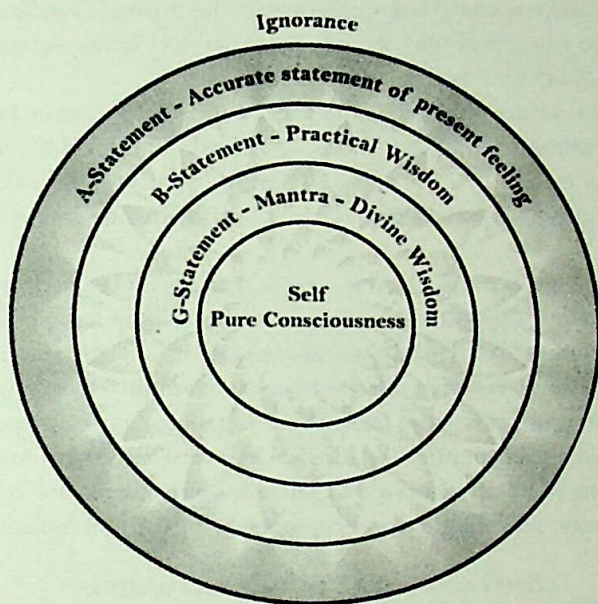 Ignorance
A-Statement - Accurate statement of present feeling
B-Statement - Practical Wisdom
G-Statement - Mantra - Divine Wisdom
Self
Pure Consciousness